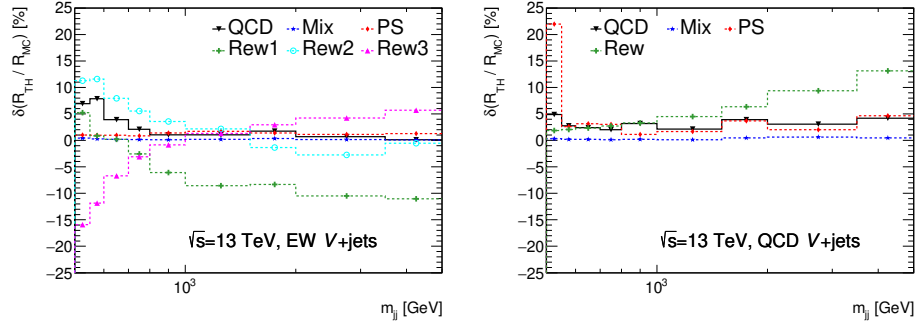 δ(R_TH / R_MC) [%]
QCD Mix PS
Rew1 Rew2 Rew3
25
20
15
10
5
0
−5
−10
−15
−20
−25
√s=13 TeV, EW V+jets
10³
m_jj [GeV]
δ(R_TH / R_MC) [%]
QCD Mix PS
Rew
25
20
15
10
5
0
−5
−10
−15
−20
−25
√s=13 TeV, QCD V+jets
10³
m_jj [GeV]